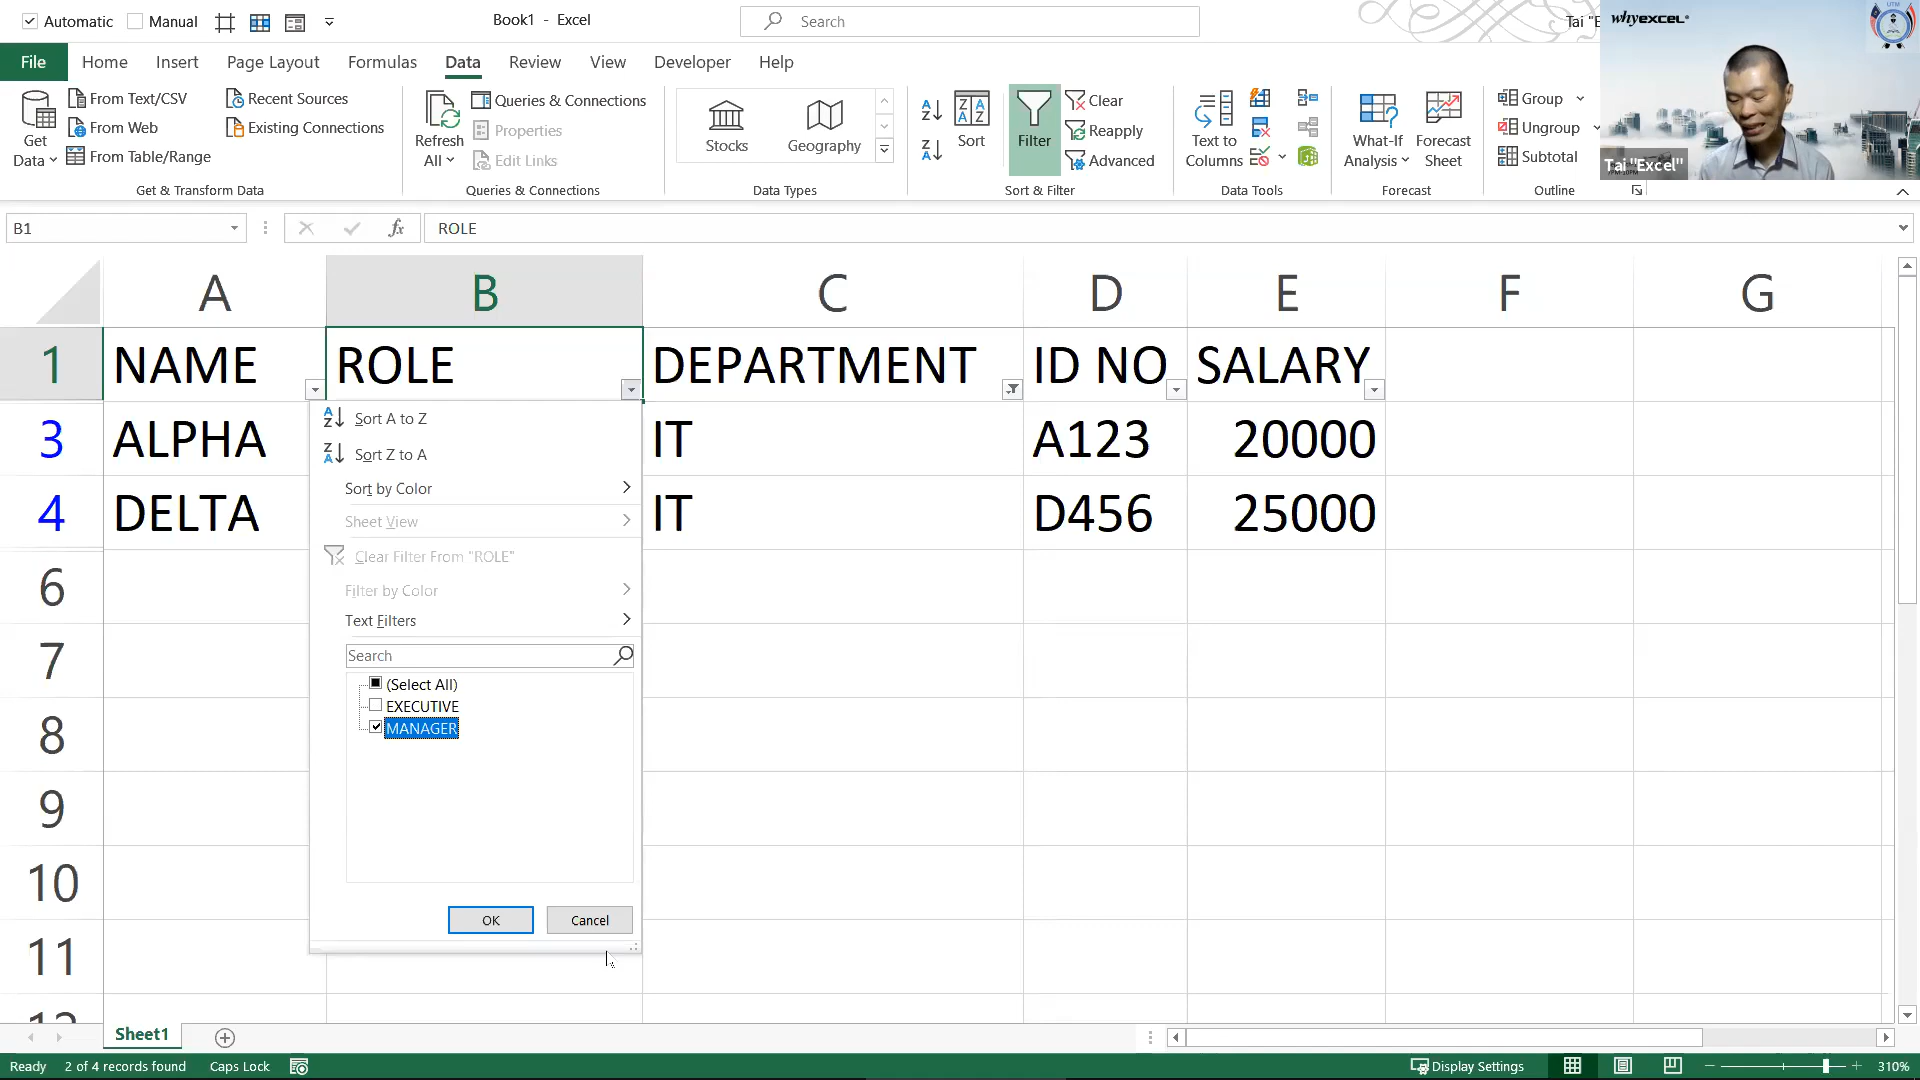 Automatic Manual Book1 - Excel Search Tai "E
whyexcel UTM
File Home Insert Page Layout Formulas Data Review View Developer Help
From Text/CSV Recent Sources Queries & Connections Clear Group
From Web Existing Connections Properties Reapply Ungroup
From Table/Range Edit Links Advanced Subtotal
Get Data Refresh All Stocks Geography Sort Filter Text to Columns What-If Analysis Forecast Sheet
Tai "Excel"
Get & Transform Data Queries & Connections Data Types Sort & Filter Data Tools Forecast Outline
B1 fx ROLE
A B C D E F G
1 NAME ROLE DEPARTMENT ID NO SALARY
3 ALPHA IT A123 20000
4 DELTA IT D456 25000
6
7
8
9
10
11
12
Sort A to Z
Sort Z to A
Sort by Color
Sheet View
Clear Filter From "ROLE"
Filter by Color
Text Filters
Search
(Select All)
EXECUTIVE
MANAGER
OK Cancel
Sheet1
Ready 2 of 4 records found Caps Lock Display Settings 310%